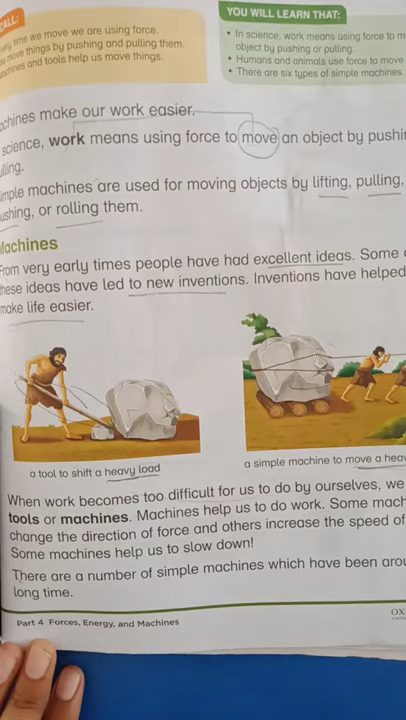 CALL:
time we move we are using force.
move things by pushing and pulling them.
and tools help us move things.
YOU WILL LEARN THAT:
• In science, work means using force to m
object by pushing or pulling.
• Humans and animals use force to move
• There are six types of simple machines.
achines make our work easier.
science, work means using force to move an object by pushin
lling.
imple machines are used for moving objects by lifting, pulling,
ushing, or rolling them.
Machines
From very early times people have had excellent ideas. Some
these ideas have led to new inventions. Inventions have helped
make life easier.
a tool to shift a heavy load
a simple machine to move a heav
When work becomes too difficult for us to do by ourselves, we
tools or machines. Machines help us to do work. Some mach
change the direction of force and others increase the speed of
Some machines help us to slow down!
There are a number of simple machines which have been arou
long time.
Part 4 Forces, Energy, and Machines
OX